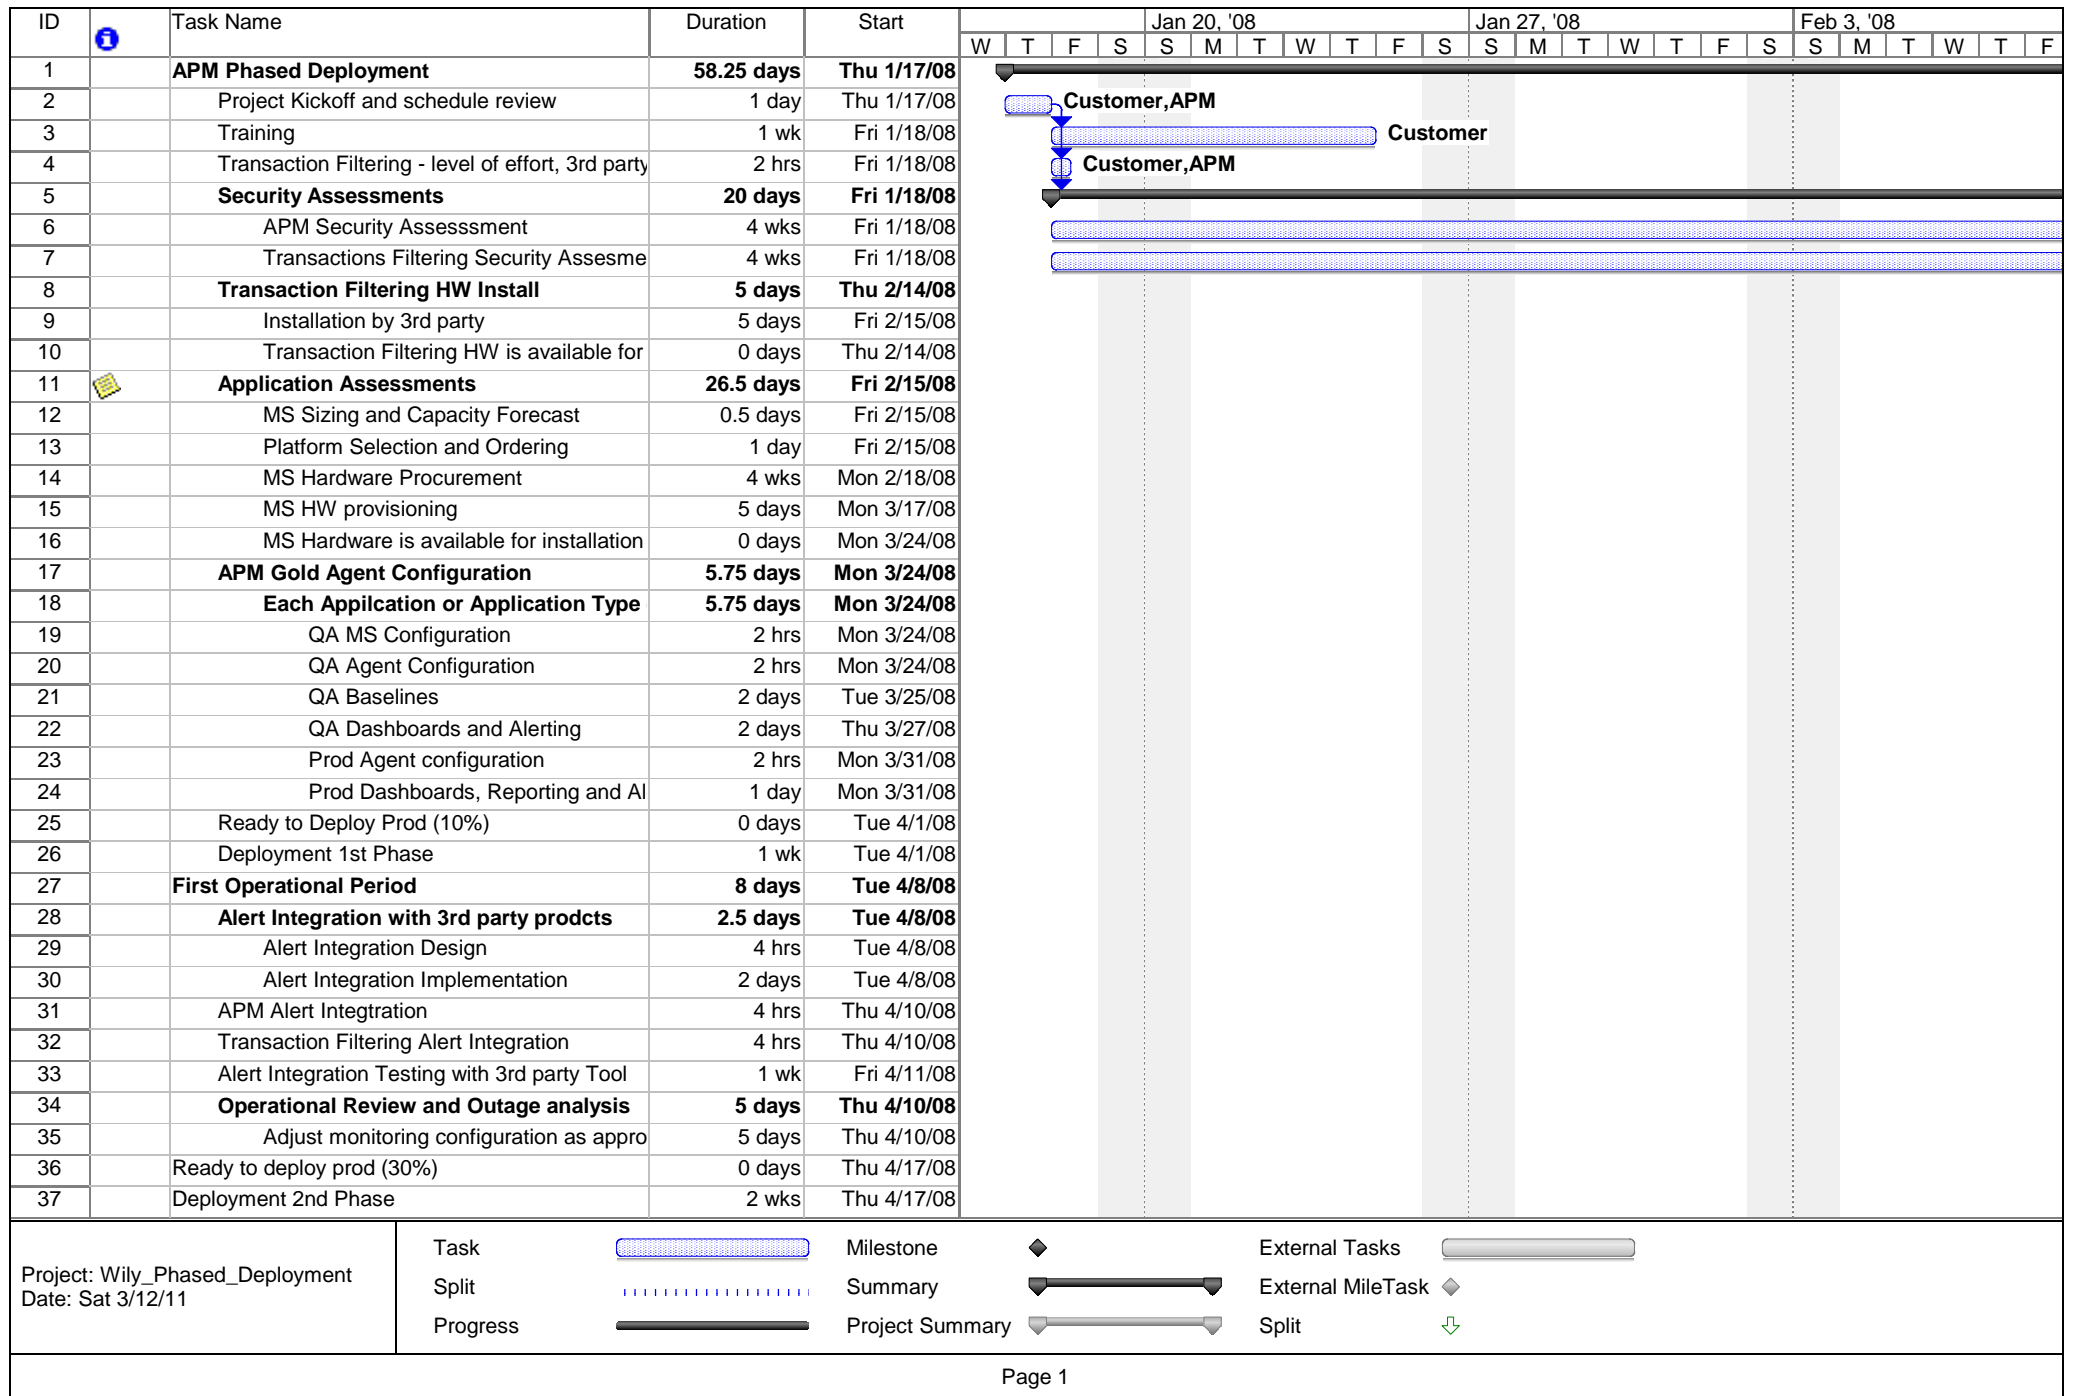 ID Task Name Duration Start Jan 20, '08 Jan 27, '08 Feb 3, '08
W T F S S M T W T F S S M T W T F S S M T W T F
1 APM Phased Deployment 58.25 days Thu 1/17/08
2 Project Kickoff and schedule review 1 day Thu 1/17/08 Customer,APM
3 Training 1 wk Fri 1/18/08 Customer
4 Transaction Filtering - level of effort, 3rd party 2 hrs Fri 1/18/08 Customer,APM
5 Security Assessments 20 days Fri 1/18/08
6 APM Security Assesssment 4 wks Fri 1/18/08
7 Transactions Filtering Security Assesme 4 wks Fri 1/18/08
8 Transaction Filtering HW Install 5 days Thu 2/14/08
9 Installation by 3rd party 5 days Fri 2/15/08
10 Transaction Filtering HW is available for 0 days Thu 2/14/08
11 Application Assessments 26.5 days Fri 2/15/08
12 MS Sizing and Capacity Forecast 0.5 days Fri 2/15/08
13 Platform Selection and Ordering 1 day Fri 2/15/08
14 MS Hardware Procurement 4 wks Mon 2/18/08
15 MS HW provisioning 5 days Mon 3/17/08
16 MS Hardware is available for installation 0 days Mon 3/24/08
17 APM Gold Agent Configuration 5.75 days Mon 3/24/08
18 Each Appilcation or Application Type 5.75 days Mon 3/24/08
19 QA MS Configuration 2 hrs Mon 3/24/08
20 QA Agent Configuration 2 hrs Mon 3/24/08
21 QA Baselines 2 days Tue 3/25/08
22 QA Dashboards and Alerting 2 days Thu 3/27/08
23 Prod Agent configuration 2 hrs Mon 3/31/08
24 Prod Dashboards, Reporting and Al 1 day Mon 3/31/08
25 Ready to Deploy Prod (10%) 0 days Tue 4/1/08
26 Deployment 1st Phase 1 wk Tue 4/1/08
27 First Operational Period 8 days Tue 4/8/08
28 Alert Integration with 3rd party prodcts 2.5 days Tue 4/8/08
29 Alert Integration Design 4 hrs Tue 4/8/08
30 Alert Integration Implementation 2 days Tue 4/8/08
31 APM Alert Integtration 4 hrs Thu 4/10/08
32 Transaction Filtering Alert Integration 4 hrs Thu 4/10/08
33 Alert Integration Testing with 3rd party Tool 1 wk Fri 4/11/08
34 Operational Review and Outage analysis 5 days Thu 4/10/08
35 Adjust monitoring configuration as appro 5 days Thu 4/10/08
36 Ready to deploy prod (30%) 0 days Thu 4/17/08
37 Deployment 2nd Phase 2 wks Thu 4/17/08
Project: Wily_Phased_Deployment
Date: Sat 3/12/11
Task Milestone External Tasks
Split Summary External MileTask
Progress Project Summary Split
Page 1